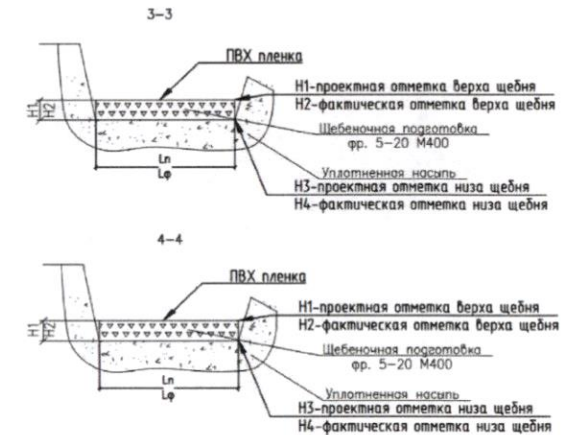 3-3
ПВХ пленка
H1-проектная отметка верха щебня
H2-фактическая отметка верха щебня
H1
H2
Щебеночная подготовка
фр. 5-20 М400
Lп
Lф
Уплотненная насыпь
H3-проектная отметка низа щебня
H4-фактическая отметка низа щебня
4-4
ПВХ пленка
H1-проектная отметка верха щебня
H2-фактическая отметка верха щебня
H1
H2
Щебеночная подготовка
фр. 5-20 М400
Lп
Lф
Уплотненная насыпь
H3-проектная отметка низа щебня
H4-фактическая отметка низа щебня